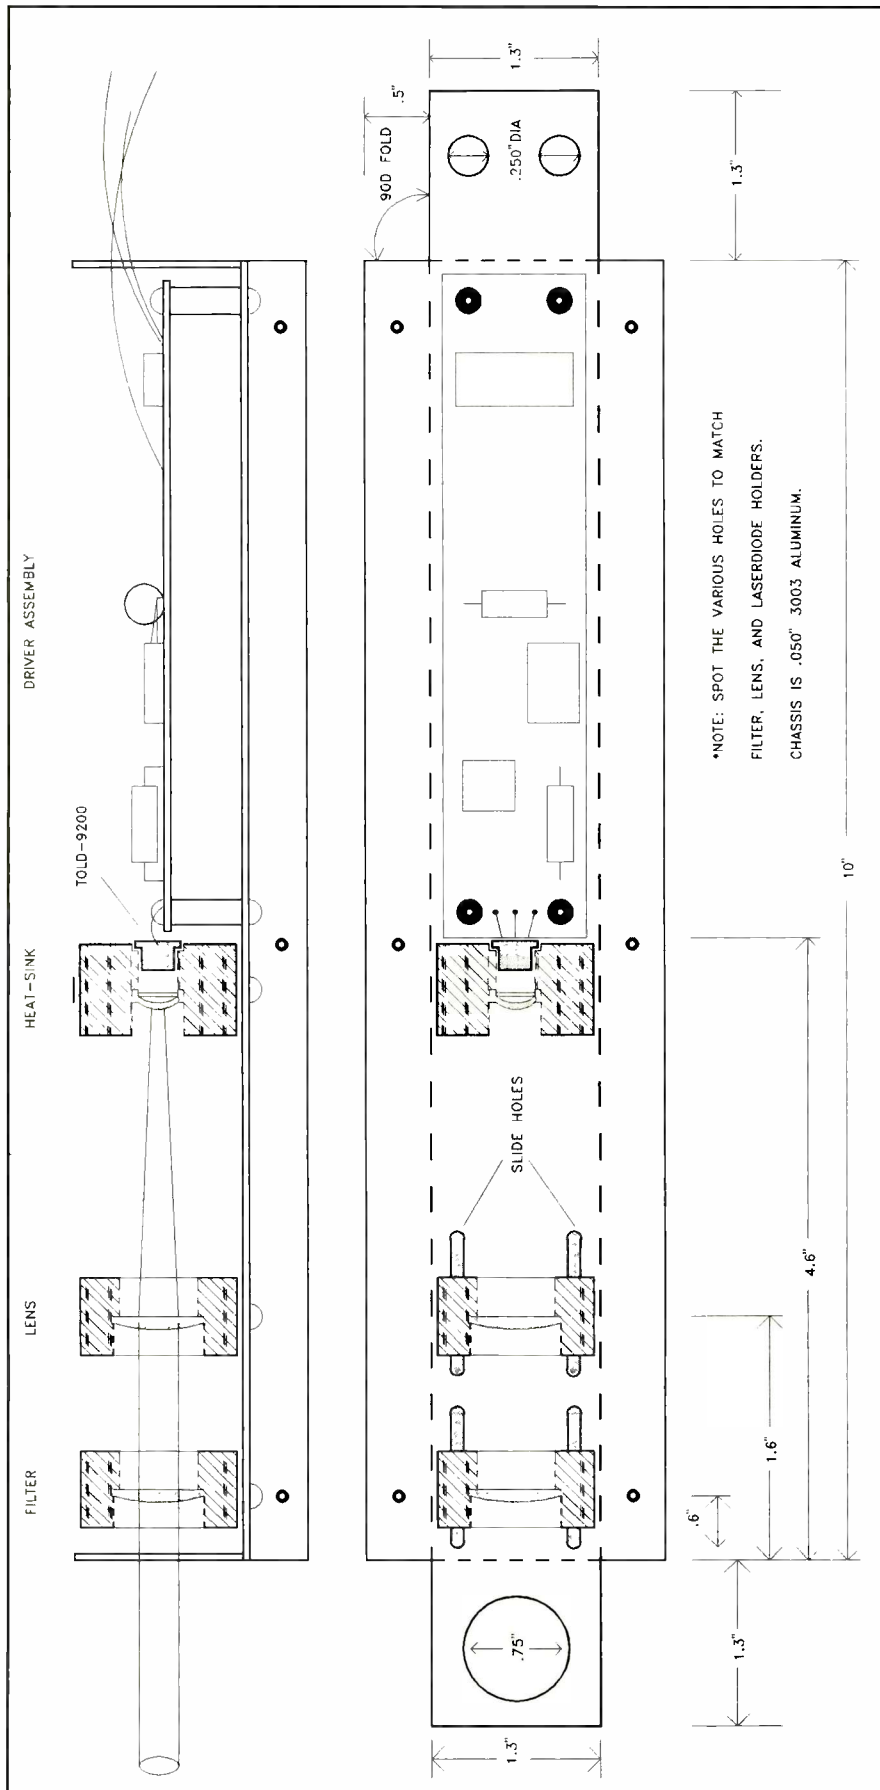 FILTER
LENS
HEAT-SINK
TOLD-9200
DRIVER ASSEMBLY
SLIDE HOLES
90D FOLD
.5"
1.3"
.250" DIA
.75"
1.3"
1.3"
.6"
1.6"
4.6"
10"
1.3"
*NOTE: SPOT THE VARIOUS HOLES TO MATCH
FILTER, LENS, AND LASERDIODE HOLDERS.
CHASSIS IS .050" 3003 ALUMINUM.